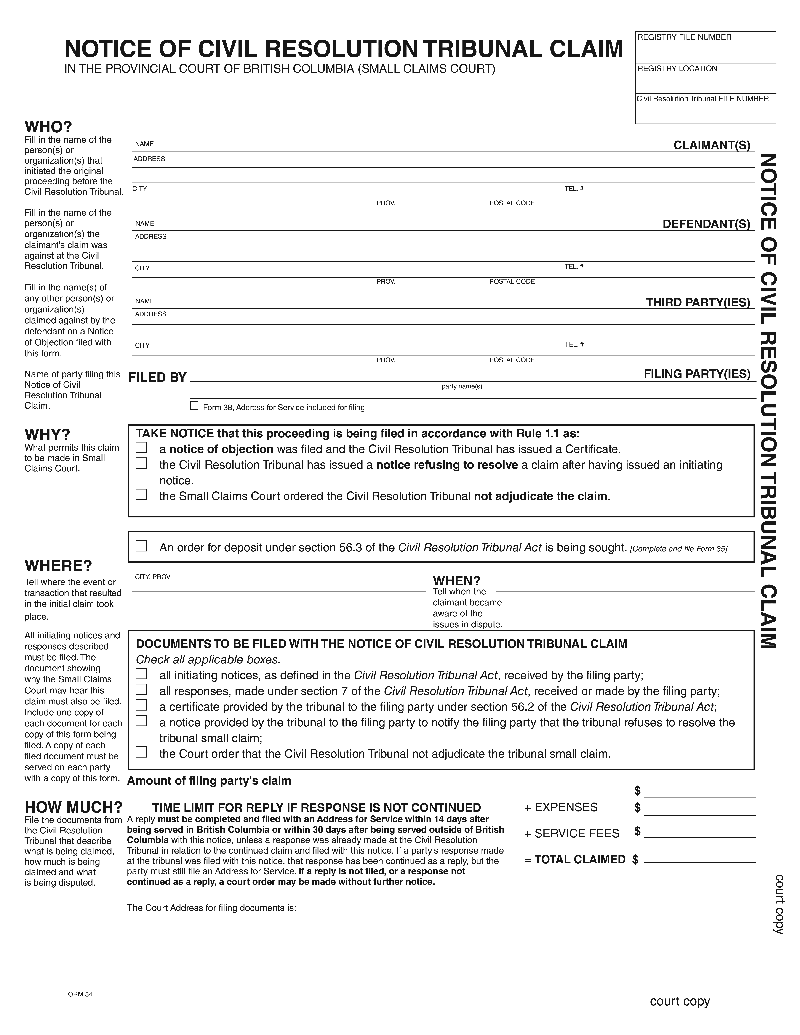 NOTICE OF CIVIL RESOLUTION TRIBUNAL CLAIM
IN THE PROVINCIAL COURT OF BRITISH COLUMBIA (SMALL CLAIMS COURT)
REGISTRY FILE NUMBER
REGISTRY LOCATION
Civil Resolution Tribunal FILE NUMBER
WHO?
Fill in the name of the
person(s) or
organization(s) that
initiated the original
proceeding before the
Civil Resolution Tribunal.
NAME
CLAIMANT(S)
ADDRESS
CITY
TEL. #
PROV.
POSTAL CODE
Fill in the name of the
person(s) or
organization(s) the
claimant's claim was
against at the Civil
Resolution Tribunal.
NAME
DEFENDANT(S)
ADDRESS
CITY
TEL. #
PROV.
POSTAL CODE
Fill in the name(s) of
any other person(s) or
organization(s)
claimed against by the
defendant on a Notice
of Objection filed with
this form.
NAME
THIRD PARTY(IES)
ADDRESS
CITY
TEL. #
PROV.
POSTAL CODE
Name of party filing this
Notice of Civil
Resolution Tribunal
Claim.
FILED BY
FILING PARTY(IES)
party name(s)
Form 38, Address for Service included for filing
WHY?
What permits this claim
to be made in Small
Claims Court.
TAKE NOTICE that this proceeding is being filed in accordance with Rule 1.1 as:
a notice of objection was filed and the Civil Resolution Tribunal has issued a Certificate.
the Civil Resolution Tribunal has issued a notice refusing to resolve a claim after having issued an initiating
notice.
the Small Claims Court ordered the Civil Resolution Tribunal not adjudicate the claim.
An order for deposit under section 56.3 of the Civil Resolution Tribunal Act is being sought. [Complete and file Form 35]
WHERE?
Tell where the event or
transaction that resulted
in the initial claim took
place.
CITY, PROV
WHEN?
Tell when the
claimant became
aware of the
issues in dispute.
All initiating notices and
responses described
must be filed. The
document showing
why the Small Claims
Court may hear this
claim must also be filed.
Include one copy of
each document for each
copy of this form being
filed. A copy of each
filed document must be
served on each party
with a copy of this form.
DOCUMENTS TO BE FILED WITH THE NOTICE OF CIVIL RESOLUTION TRIBUNAL CLAIM
Check all applicable boxes.
all initiating notices, as defined in the Civil Resolution Tribunal Act, received by the filing party;
all responses, made under section 7 of the Civil Resolution Tribunal Act, received or made by the filing party;
a certificate provided by the tribunal to the filing party under section 56.2 of the Civil Resolution Tribunal Act;
a notice provided by the tribunal to the filing party to notify the filing party that the tribunal refuses to resolve the
tribunal small claim;
the Court order that the Civil Resolution Tribunal not adjudicate the tribunal small claim.
Amount of filing party's claim
$
HOW MUCH?
File the documents from
the Civil Resolution
Tribunal that describe
what is being claimed,
how much is being
claimed and what
is being disputed.
TIME LIMIT FOR REPLY IF RESPONSE IS NOT CONTINUED
A reply must be completed and filed with an Address for Service within 14 days after
being served in British Columbia or within 30 days after being served outside of British
Columbia with this notice, unless a response was already made at the Civil Resolution
Tribunal in relation to the continued claim and filed with this notice. If a party's response made
at the tribunal was filed with this notice, that response has been continued as a reply, but the
party must still file an Address for Service. If a reply is not filed, or a response not
continued as a reply, a court order may be made without further notice.
+ EXPENSES $
+ SERVICE FEES $
= TOTAL CLAIMED $
The Court Address for filing documents is:
NOTICE OF CIVIL RESOLUTION TRIBUNAL CLAIM
court copy
court copy